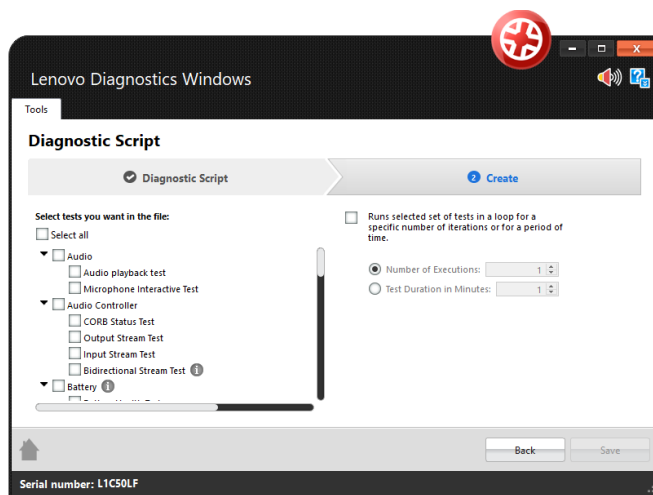 Lenovo Diagnostics Windows
Tools
Diagnostic Script
Diagnostic Script
2 Create
Select tests you want in the file:
Select all
Audio
Audio playback test
Microphone Interactive Test
Audio Controller
CORB Status Test
Output Stream Test
Input Stream Test
Bidirectional Stream Test
Battery
Runs selected set of tests in a loop for a
specific number of iterations or for a period of
time.
Number of Executions: 1
Test Duration in Minutes: 1
Back
Save
Serial number: L1C50LF